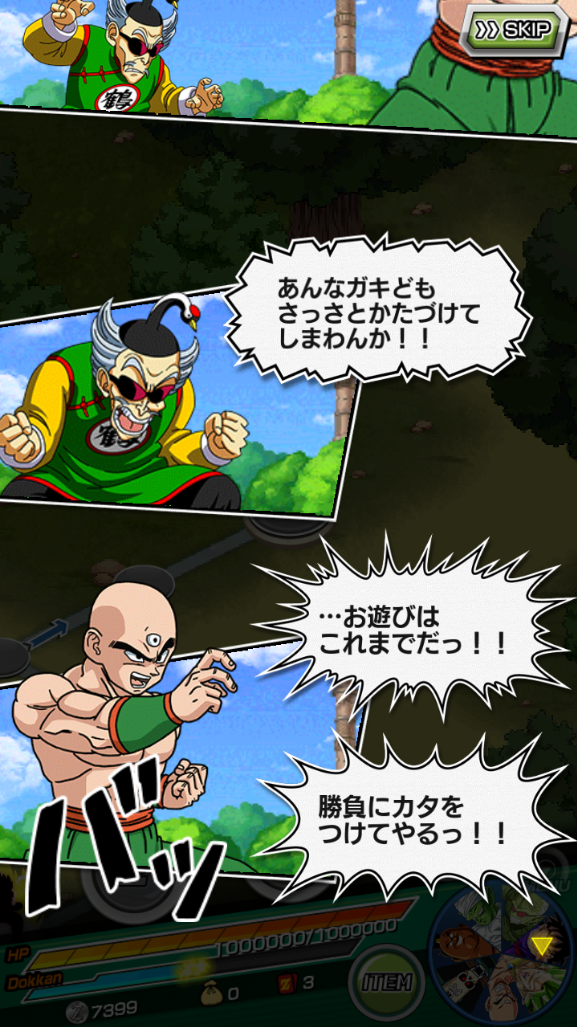 SKIP
鶴
あんなガキども
さっさとかたづけて
しまわんか！！
鶴
…お遊びは
これまでだっ！！
勝負にカタを
つけてやるっ！！
バッ
HP
1000000/1000000
Dokkan
7399
0
3
ITEM